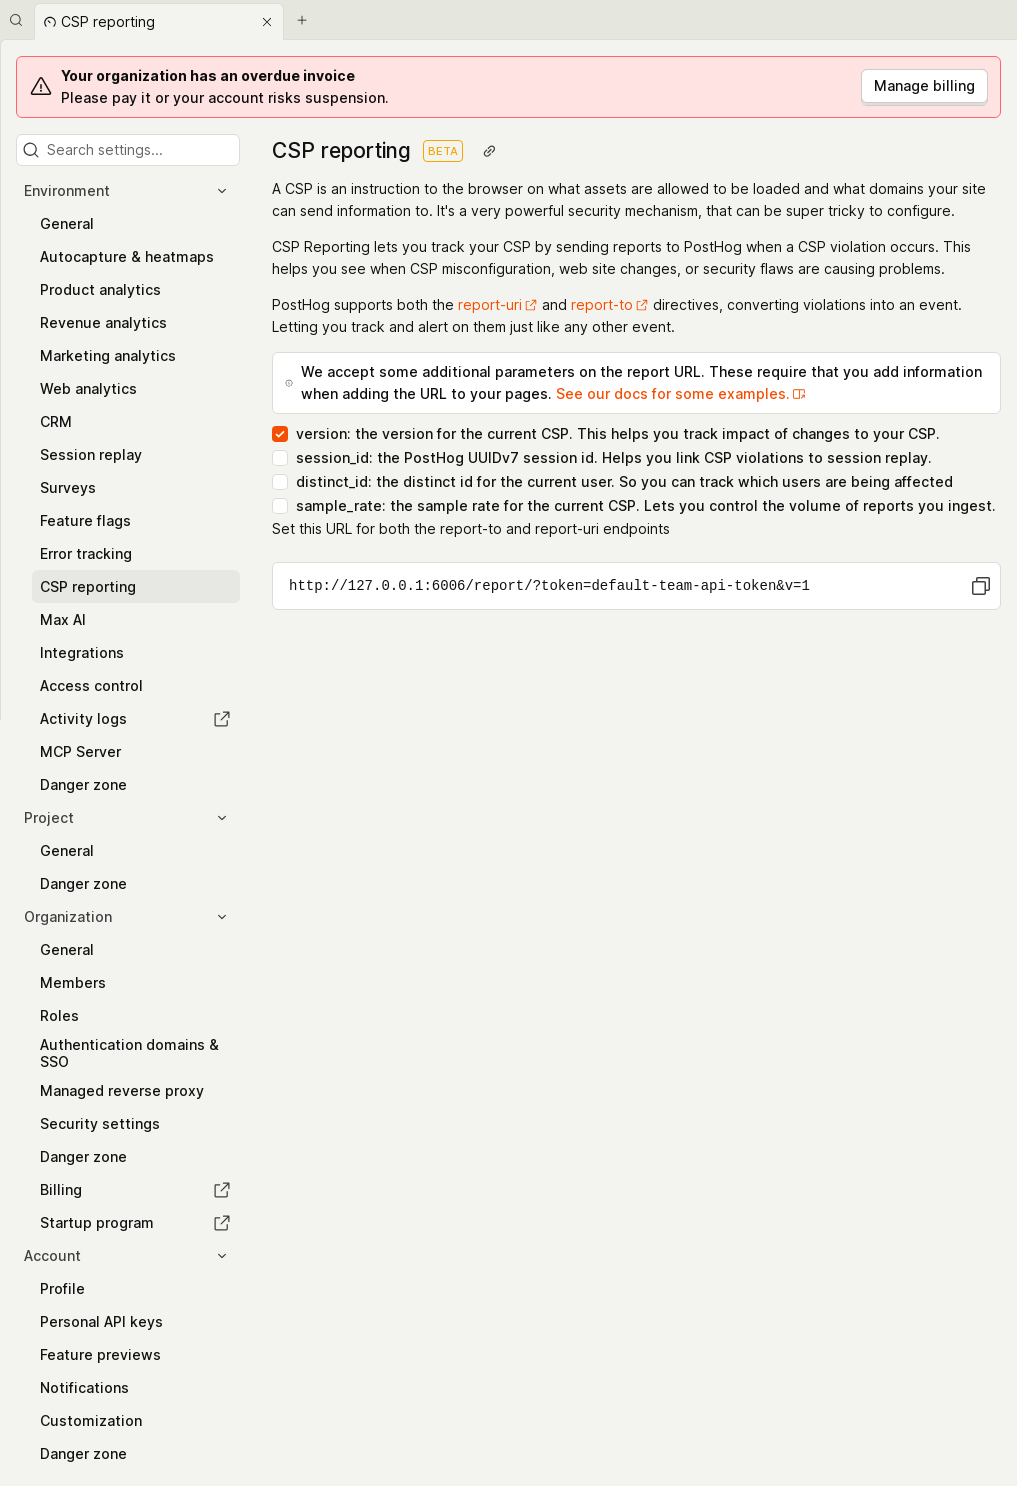 CSP reporting
Your organization has an overdue invoice
Please pay it or your account risks suspension.
Manage billing
Search settings...
Environment
General
Autocapture & heatmaps
Product analytics
Revenue analytics
Marketing analytics
Web analytics
CRM
Session replay
Surveys
Feature flags
Error tracking
CSP reporting
Max AI
Integrations
Access control
Activity logs
MCP Server
Danger zone
Project
General
Danger zone
Organization
General
Members
Roles
Authentication domains &
SSO
Managed reverse proxy
Security settings
Danger zone
Billing
Startup program
Account
Profile
Personal API keys
Feature previews
Notifications
Customization
Danger zone
CSP reporting BETA
A CSP is an instruction to the browser on what assets are allowed to be loaded and what domains your site
can send information to. It's a very powerful security mechanism, that can be super tricky to configure.
CSP Reporting lets you track your CSP by sending reports to PostHog when a CSP violation occurs. This
helps you see when CSP misconfiguration, web site changes, or security flaws are causing problems.
PostHog supports both the report-uri and report-to directives, converting violations into an event.
Letting you track and alert on them just like any other event.
We accept some additional parameters on the report URL. These require that you add information
when adding the URL to your pages. See our docs for some examples.
version: the version for the current CSP. This helps you track impact of changes to your CSP.
session_id: the PostHog UUIDv7 session id. Helps you link CSP violations to session replay.
distinct_id: the distinct id for the current user. So you can track which users are being affected
sample_rate: the sample rate for the current CSP. Lets you control the volume of reports you ingest.
Set this URL for both the report-to and report-uri endpoints
http://127.0.0.1:6006/report/?token=default-team-api-token&v=1